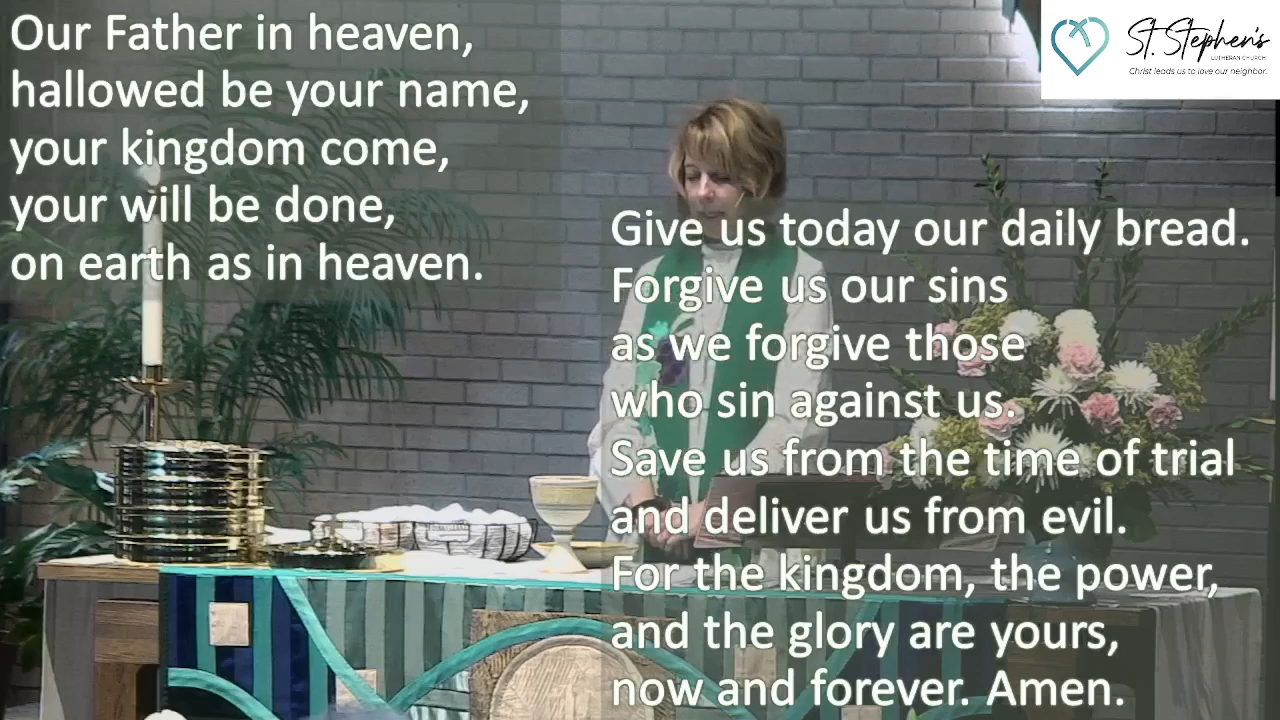 Our Father in heaven,
hallowed be your name,
your kingdom come,
your will be done,
on earth as in heaven.
Give us today our daily bread.
Forgive us our sins
as we forgive those
who sin against us.
Save us from the time of trial
and deliver us from evil.
For the kingdom, the power,
and the glory are yours,
now and forever. Amen.
St. Stephen's
LUTHERAN CHURCH
Christ leads us to love our neighbor.